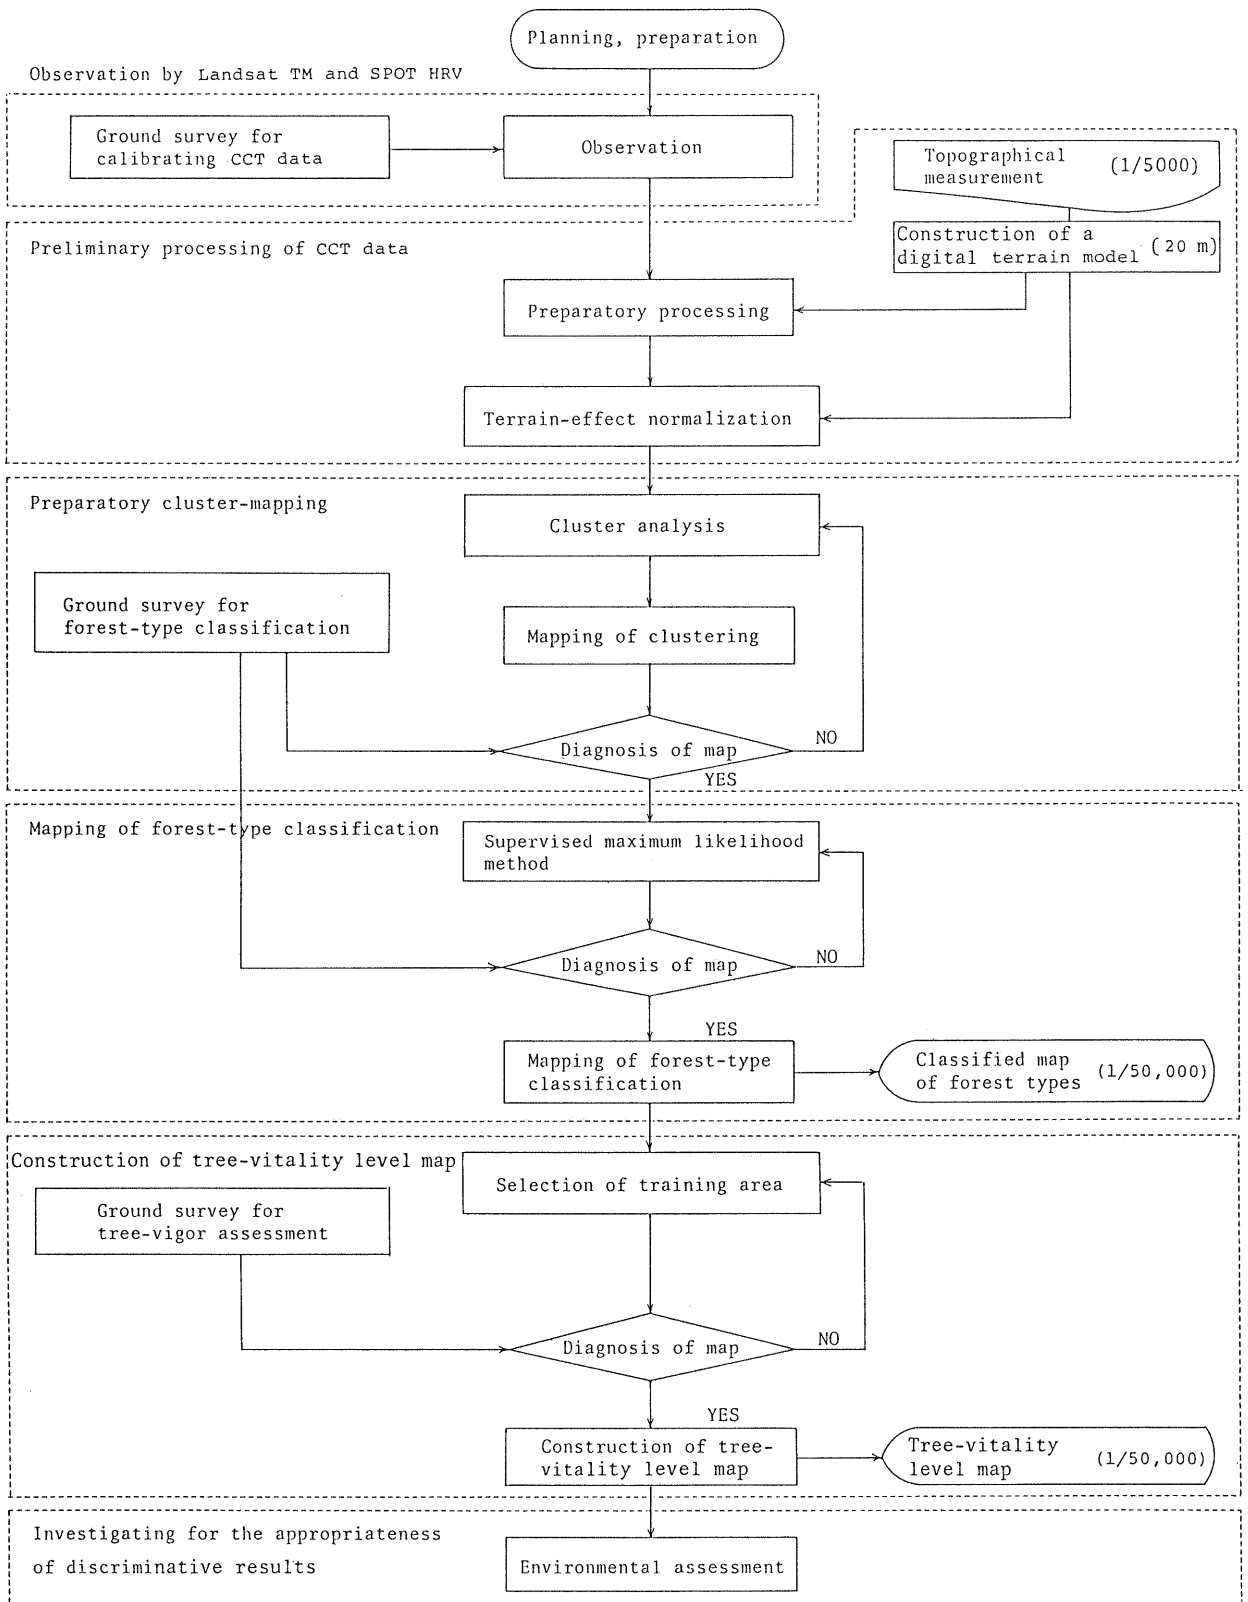 Planning, preparation
Observation by Landsat TM and SPOT HRV
Ground survey for
calibrating CCT data
Observation
Topographical
measurement
(1/5000)
Preliminary processing of CCT data
Construction of a
digital terrain model
(20 m)
Preparatory processing
Terrain-effect normalization
Preparatory cluster-mapping
Cluster analysis
Ground survey for
forest-type classification
Mapping of clustering
Diagnosis of map
NO
YES
Mapping of forest-type classification
Supervised maximum likelihood
method
Diagnosis of map
NO
YES
Mapping of forest-type
classification
Classified map
of forest types
(1/50,000)
Construction of tree-vitality level map
Selection of training area
Ground survey for
tree-vigor assessment
Diagnosis of map
NO
YES
Construction of tree-
vitality level map
Tree-vitality
level map
(1/50,000)
Investigating for the appropriateness
of discriminative results
Environmental assessment